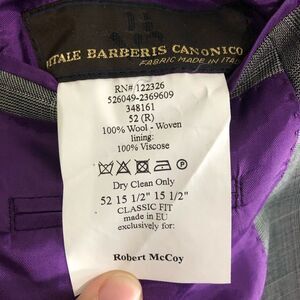 VITALE BARBERIS CANONICO
FABRIC MADE IN ITALY
RN# 122326
526049-2369609
348161
52 (R)
100% Wool - Woven
lining:
100% Viscose
Dry Clean Only
52 15 1/2" 15 1/2"
CLASSIC FIT
made in EU
exclusively for:
Robert McCoy